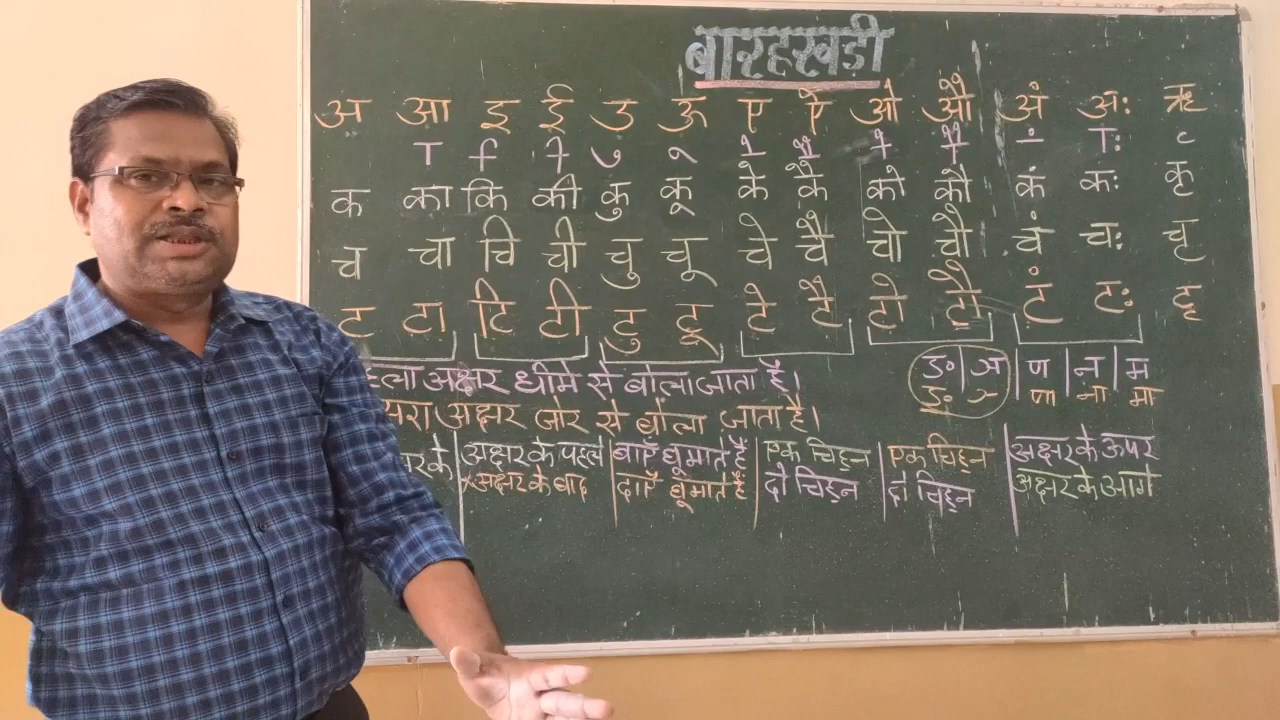 बारहखडी
अ आ इ ई उ ऊ ए ऐ ओ औ अं अः ऋ
ा ि ी ु ू े ै ो ौ ं ः ृ
क का कि की कु कू के कै को कौ कं कः कृ
च चा चि ची चु चू चे चै चो चौ चं चः चृ
ट टा टि टी टु टू टे टै टो टौ टं टः टृ
अक्षर धीमे से बोला जाता है।
अक्षर जोर से बोला जाता है।
ङ | ञ | ण | न | म
णा ना मा
के | अक्षर के पहले | बाएँ घूमाते हैं | एक चिह्न | एक चिह्न | अक्षर के ऊपर
अक्षर के बाद | दाएँ घूमाते हैं | दो चिह्न | दो चिह्न | अक्षर के आगे